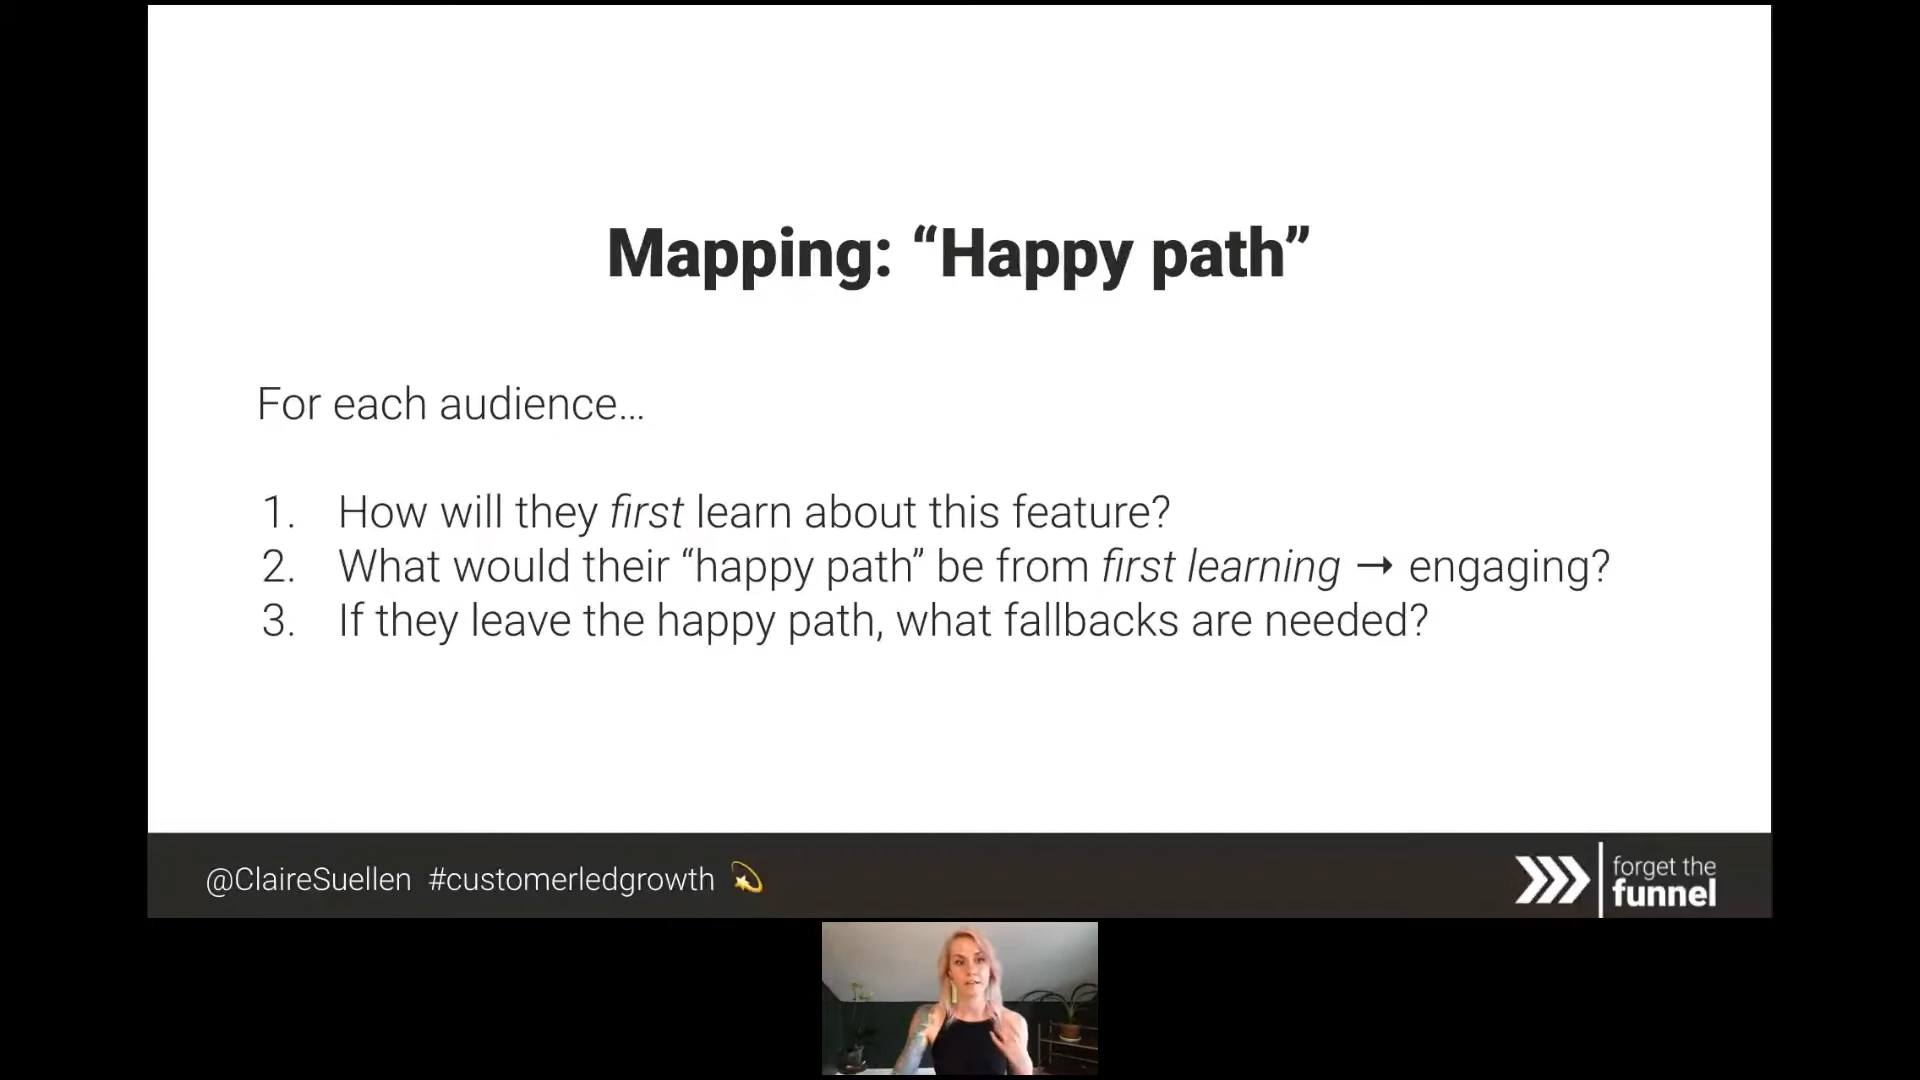 Mapping: “Happy path”
For each audience...
1. How will they first learn about this feature?
2. What would their “happy path” be from first learning → engaging?
3. If they leave the happy path, what fallbacks are needed?
@ClaireSuellen #customerledgrowth 💫
forget the
funnel